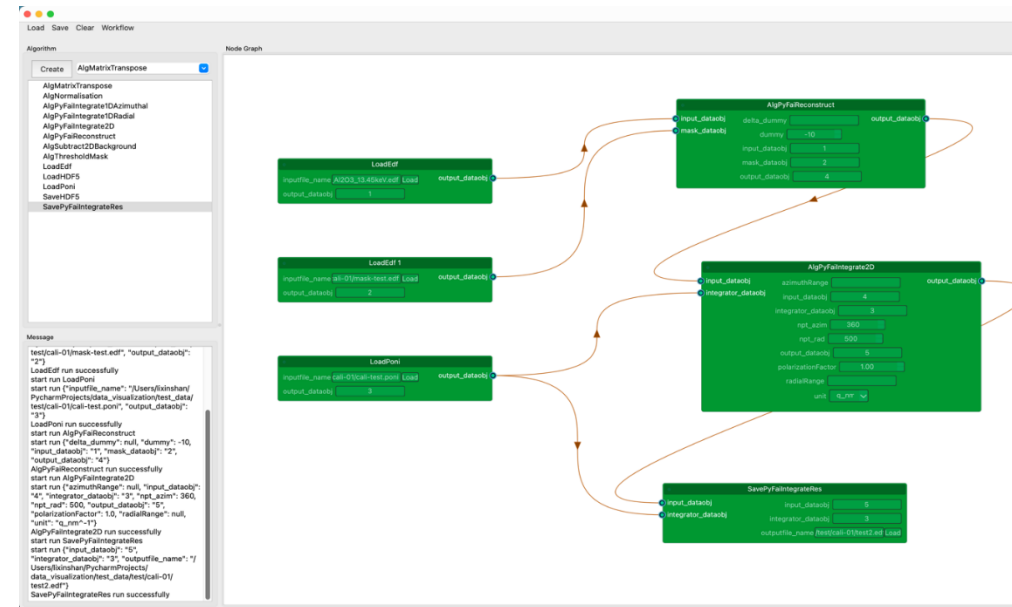 Load Save Clear Workflow
Algorithm
Create AlgMatrixTranspose
AlgMatrixTranspose
AlgNormalisation
AlgPyFaiIntegrate1DAzimuthal
AlgPyFaiIntegrate1DRadial
AlgPyFaiIntegrate2D
AlgPyFaiReconstruct
AlgSubtract2DBackground
AlgThresholdMask
LoadEdf
LoadHDF5
LoadPoni
SaveHDF5
SavePyFaiIntegrateRes
Message
test/cali-01/mask-test.edf", "output_dataobj":
"2"}
LoadEdf run successfully
start run LoadPoni
start run {"inputfile_name": "/Users/lixinshan/
PycharmProjects/data_visualization/test_data/
test/cali-01/cali-test.poni", "output_dataobj":
"3"}
LoadPoni run successfully
start run AlgPyFaiReconstruct
start run {"delta_dummy": null, "dummy": -10,
"input_dataobj": "1", "mask_dataobj": "2",
"output_dataobj": "4"}
AlgPyFaiReconstruct run successfully
start run AlgPyFaiIntegrate2D
start run {"azimuthRange": null, "input_dataobj":
"4", "integrator_dataobj": "3", "npt_azim": 360,
"npt_rad": 500, "output_dataobj": "5",
"polarizationFactor": 1.0, "radialRange": null,
"unit": "q_nm^-1"}
AlgPyFaiIntegrate2D run successfully
start run SavePyFaiIntegrateRes
start run {"input_dataobj": "5",
"integrator_dataobj": "3", "outputfile_name": "/
Users/lixinshan/PycharmProjects/
data_visualization/test_data/test/cali-01/
test2.edf"}
SavePyFaiIntegrateRes run successfully
Node Graph
LoadEdf
inputfile_name Al2O3_13.45keV.edf Load output_dataobj
output_dataobj 1
LoadEdf 1
inputfile_name ali-01/mask-test.edf Load output_dataobj
output_dataobj 2
LoadPoni
inputfile_name cali-01/cali-test.poni Load output_dataobj
output_dataobj 3
AlgPyFaiReconstruct
input_dataobj delta_dummy output_dataobj
mask_dataobj dummy -10
input_dataobj 1
mask_dataobj 2
output_dataobj 4
AlgPyFaiIntegrate2D
input_dataobj azimuthRange output_dataobj
integrator_dataobj input_dataobj 4
integrator_dataobj 3
npt_azim 360
npt_rad 500
output_dataobj 5
polarizationFactor 1.00
radialRange
unit q_nm
SavePyFaiIntegrateRes
input_dataobj input_dataobj 5
integrator_dataobj integrator_dataobj 3
outputfile_name /test/cali-01/test2.ed Load